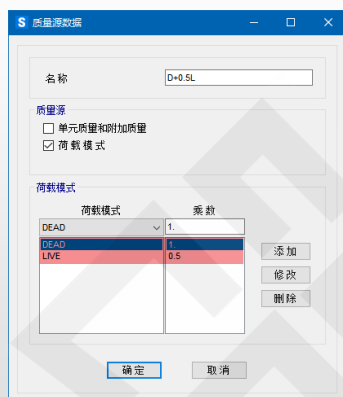 S 质量源数据
名称 D+0.5L
质量源
单元质量和附加质量
荷载模式
荷载模式
荷载模式 乘数
DEAD 1.
DEAD 1.
LIVE 0.5
添加
修改
删除
确定 取消